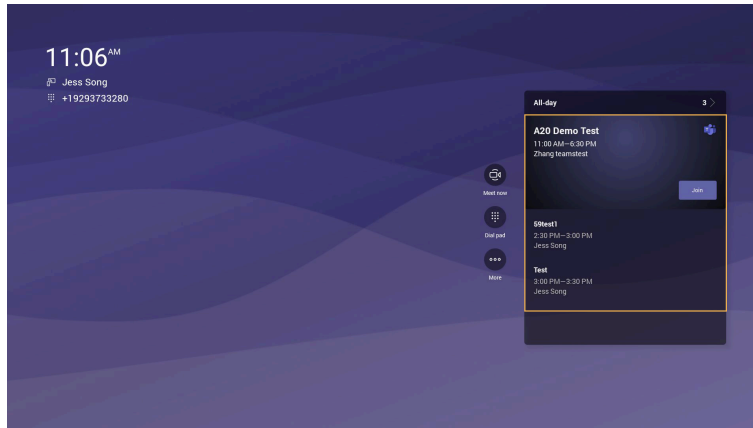 11:06 AM
Jess Song
+19293733280
All-day 3
A20 Demo Test
11:00 AM–6:30 PM
Zhang teamstest
Join
Meet now
59test1
Dial pad
2:30 PM–3:00 PM
Jess Song
Test
More
3:00 PM–3:30 PM
Jess Song